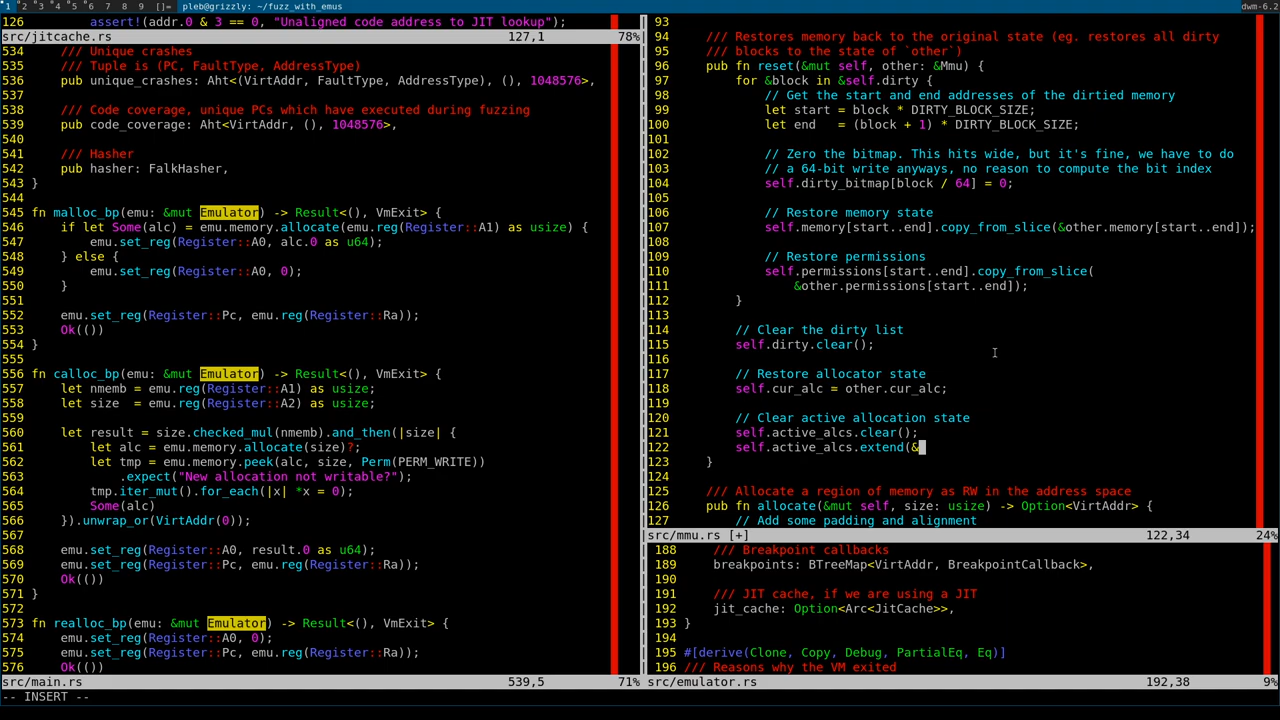 1 2 3 4 5 6 7 8 9 []= pleb@grizzly: ~/fuzz_with_emus dwm-6.2
126         assert!(addr.0 & 3 == 0, "Unaligned code address to JIT lookup");
src/jitcache.rs 127,1 78%
534     /// Unique crashes
535     /// Tuple is (PC, FaultType, AddressType)
536     pub unique_crashes: Aht<(VirtAddr, FaultType, AddressType), (), 1048576>,
537
538     /// Code coverage, unique PCs which have executed during fuzzing
539     pub code_coverage: Aht<VirtAddr, (), 1048576>,
540
541     /// Hasher
542     pub hasher: FalkHasher,
543 }
544
545 fn malloc_bp(emu: &mut Emulator) -> Result<(), VmExit> {
546     if let Some(alc) = emu.memory.allocate(emu.reg(Register::A1) as usize) {
547         emu.set_reg(Register::A0, alc.0 as u64);
548     } else {
549         emu.set_reg(Register::A0, 0);
550     }
551
552     emu.set_reg(Register::Pc, emu.reg(Register::Ra));
553     Ok(())
554 }
555
556 fn calloc_bp(emu: &mut Emulator) -> Result<(), VmExit> {
557     let nmemb = emu.reg(Register::A1) as usize;
558     let size  = emu.reg(Register::A2) as usize;
559
560     let result = size.checked_mul(nmemb).and_then(|size| {
561         let alc = emu.memory.allocate(size)?;
562         let tmp = emu.memory.peek(alc, size, Perm(PERM_WRITE))
563             .expect("New allocation not writable?");
564         tmp.iter_mut().for_each(|x| *x = 0);
565         Some(alc)
566     }).unwrap_or(VirtAddr(0));
567
568     emu.set_reg(Register::A0, result.0 as u64);
569     emu.set_reg(Register::Pc, emu.reg(Register::Ra));
570     Ok(())
571 }
572
573 fn realloc_bp(emu: &mut Emulator) -> Result<(), VmExit> {
574     emu.set_reg(Register::A0, 0);
575     emu.set_reg(Register::Pc, emu.reg(Register::Ra));
576     Ok(())
src/main.rs 539,5 71%
-- INSERT --
93
94     /// Restores memory back to the original state (eg. restores all dirty
95     /// blocks to the state of `other`)
96     pub fn reset(&mut self, other: &Mmu) {
97         for &block in &self.dirty {
98             // Get the start and end addresses of the dirtied memory
99             let start = block * DIRTY_BLOCK_SIZE;
100             let end   = (block + 1) * DIRTY_BLOCK_SIZE;
101
102             // Zero the bitmap. This hits wide, but it's fine, we have to do
103             // a 64-bit write anyways, no reason to compute the bit index
104             self.dirty_bitmap[block / 64] = 0;
105
106             // Restore memory state
107             self.memory[start..end].copy_from_slice(&other.memory[start..end]);
108
109             // Restore permissions
110             self.permissions[start..end].copy_from_slice(
111                 &other.permissions[start..end]);
112         }
113
114         // Clear the dirty list
115         self.dirty.clear();
116
117         // Restore allocator state
118         self.cur_alc = other.cur_alc;
119
120         // Clear active allocation state
121         self.active_alcs.clear();
122         self.active_alcs.extend(&
123     }
124
125     /// Allocate a region of memory as RW in the address space
126     pub fn allocate(&mut self, size: usize) -> Option<VirtAddr> {
127         // Add some padding and alignment
src/mmu.rs [+] 122,34 24%
188     /// Breakpoint callbacks
189     breakpoints: BTreeMap<VirtAddr, BreakpointCallback>,
190
191     /// JIT cache, if we are using a JIT
192     jit_cache: Option<Arc<JitCache>>,
193 }
194
195 #[derive(Clone, Copy, Debug, PartialEq, Eq)]
196 /// Reasons why the VM exited
src/emulator.rs 192,38 9%